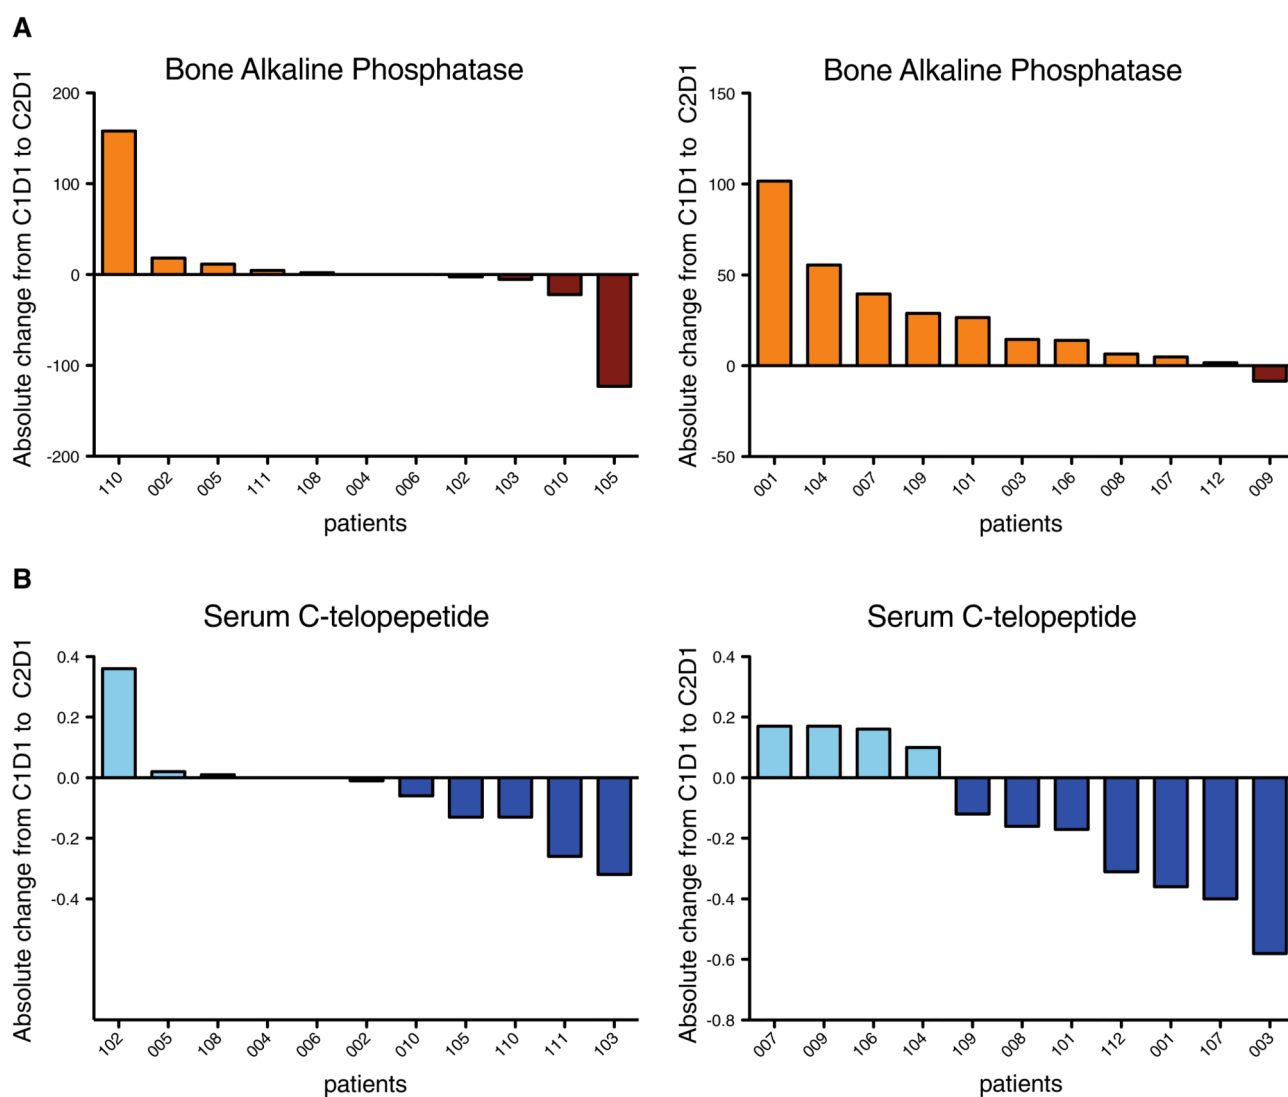 A
Bone Alkaline Phosphatase
Absolute change from C1D1 to C2D1
200
100
0
-100
-200
110 002 005 111 108 004 006 102 103 010 105
patients
Bone Alkaline Phosphatase
Absolute change from C1D1 to C2D1
150
100
50
0
-50
001 104 007 109 101 003 106 008 107 112 009
patients
B
Serum C-telopepetide
Absolute change from C1D1 to C2D1
0.4
0.2
0.0
-0.2
-0.4
102 005 108 004 006 002 010 105 110 111 103
patients
Serum C-telopeptide
Absolute change from C1D1 to C2D1
0.4
0.2
0.0
-0.2
-0.4
-0.6
-0.8
007 009 106 104 109 008 101 112 001 107 003
patients